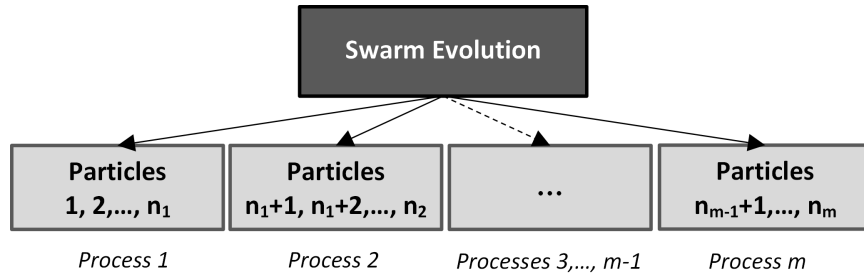 Swarm Evolution
Particles
1, 2,..., n₁
Particles
n₁+1, n₁+2,..., n₂
...
Particles
nₘ₋₁+1,..., nₘ
Process 1
Process 2
Processes 3,..., m-1
Process m